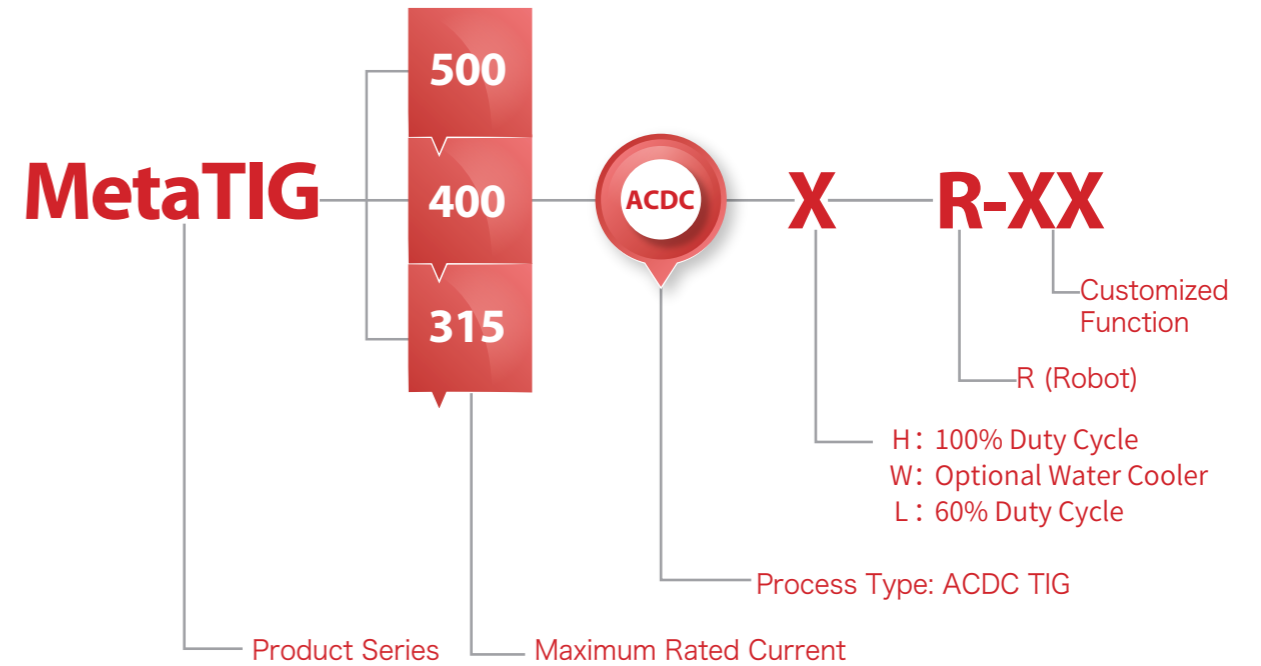 500
MetaTIG
400
ACDC
X
R-XX
315
Customized
Function
R (Robot)
H：100% Duty Cycle
W：Optional Water Cooler
L：60% Duty Cycle
Process Type: ACDC TIG
Product Series
Maximum Rated Current